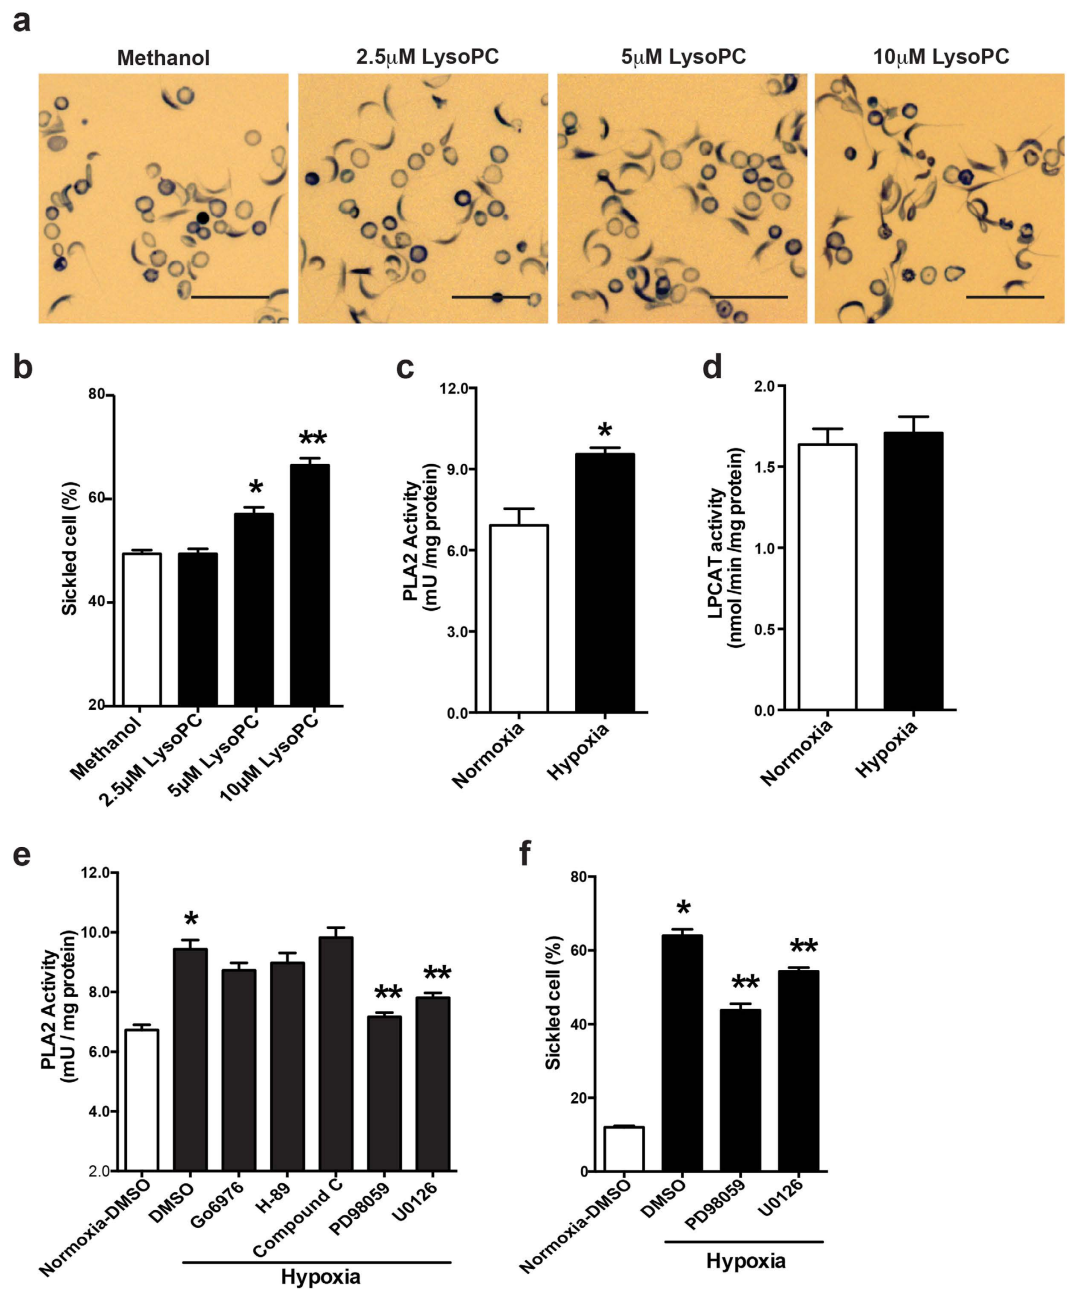 a
Methanol
2.5μM LysoPC
5μM LysoPC
10μM LysoPC
b
Sickled cell (%)
80
60
40
20
Methanol
2.5μM LysoPC
5μM LysoPC
10μM LysoPC
*
**
c
PLA2 Activity
(mU /mg protein)
12.0
9.0
6.0
3.0
0.0
Normoxia
Hypoxia
*
d
LPCAT activity
(nmol /min /mg protein)
2.0
1.5
1.0
0.5
0.0
Normoxia
Hypoxia
e
PLA2 Activity
(mU / mg protein)
12.0
10.0
8.0
6.0
4.0
2.0
*
**
**
Normoxia-DMSO
DMSO
Go6976
H-89
Compound C
PD98059
U0126
Hypoxia
f
Sickled cell (%)
80
60
40
20
0
*
**
**
Normoxia-DMSO
DMSO
PD98059
U0126
Hypoxia